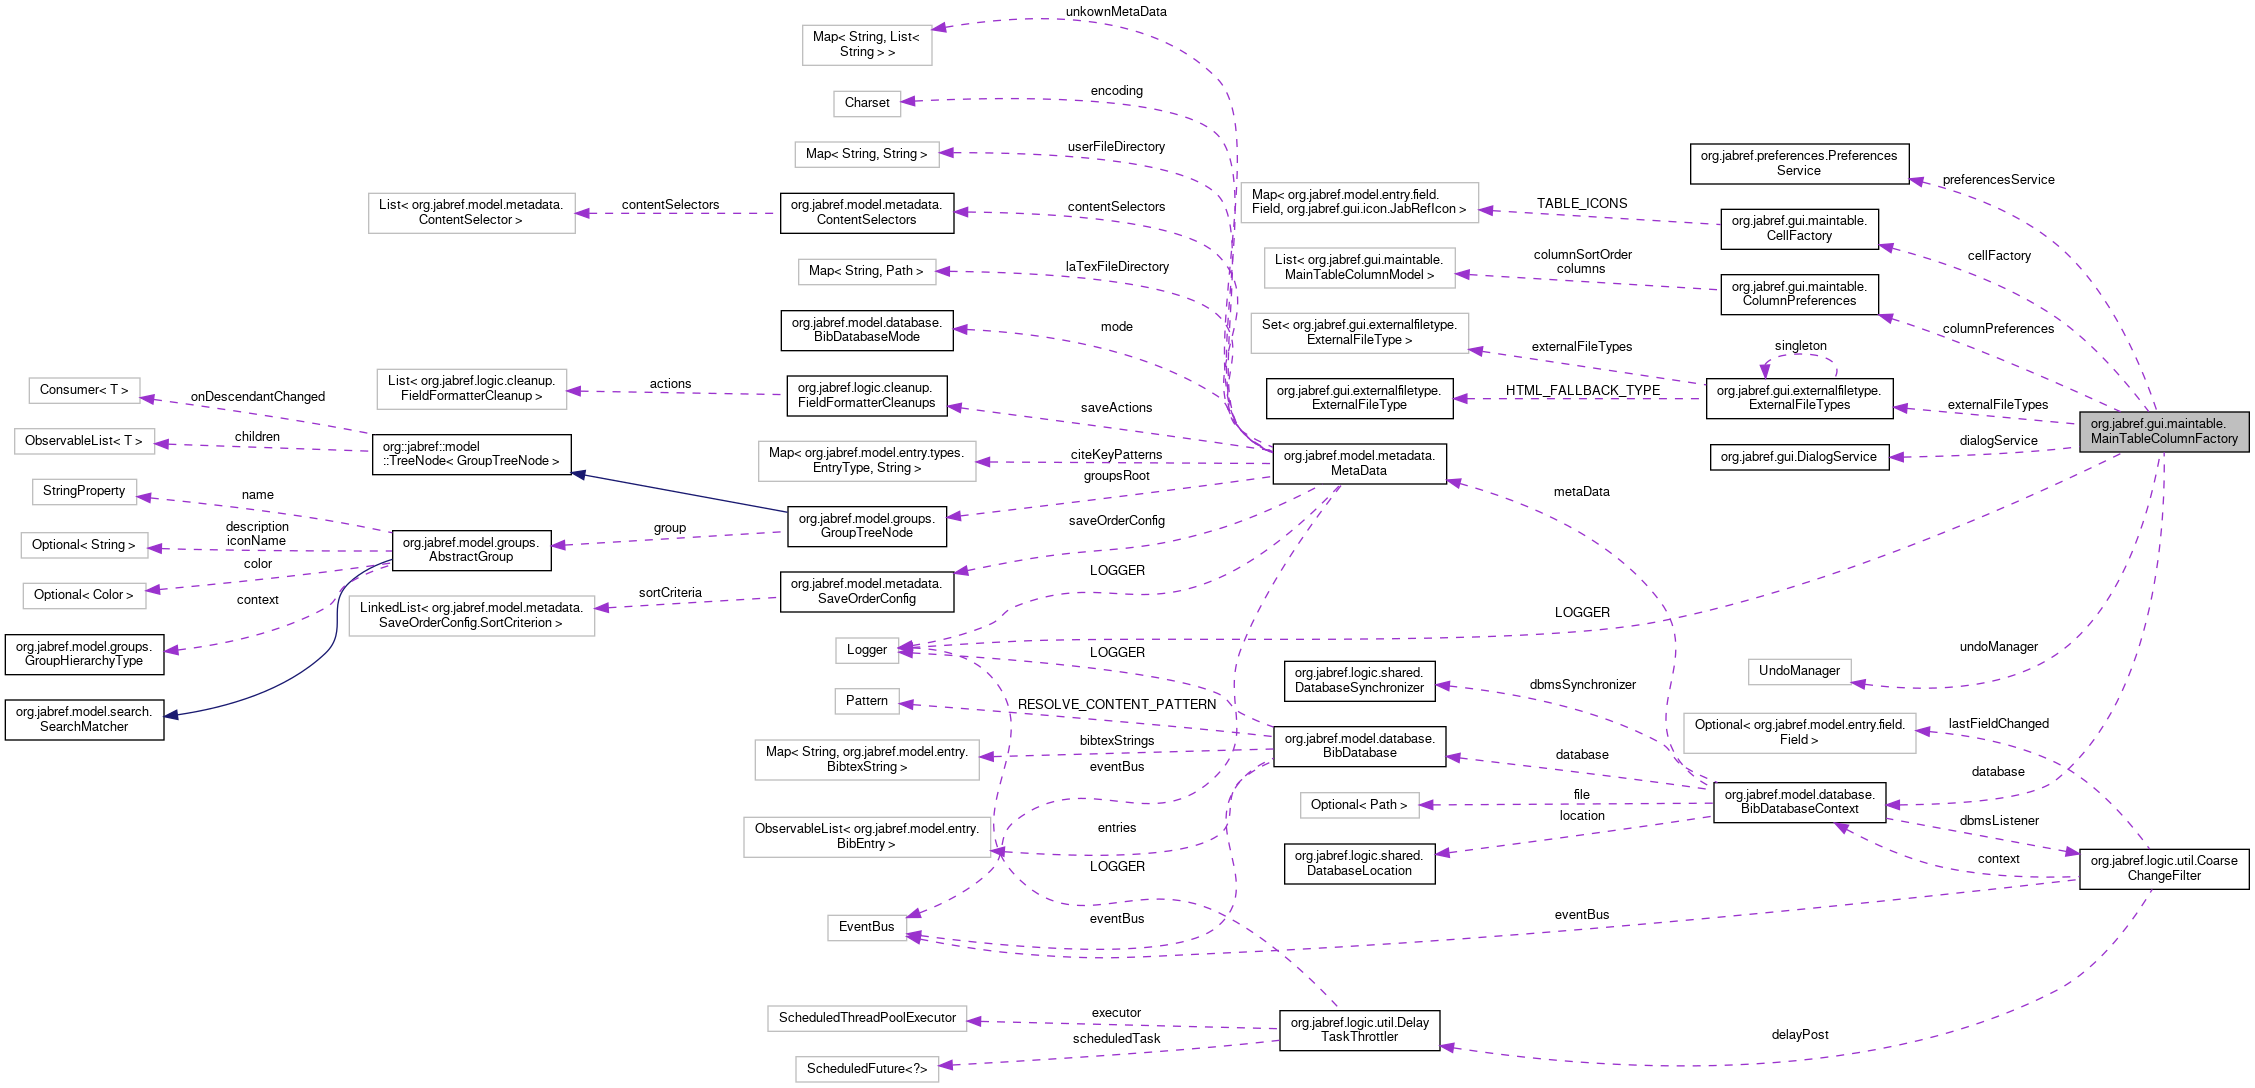 unkownMetaData
Map< String, List<
String > >
encoding
Charset
userFileDirectory
Map< String, String >
org.jabref.preferences.Preferences
Service
preferencesService
List< org.jabref.model.metadata.
ContentSelector >
contentSelectors
org.jabref.model.metadata.
ContentSelectors
contentSelectors
Map< org.jabref.model.entry.field.
Field, org.jabref.gui.icon.JabRefIcon >
TABLE_ICONS
org.jabref.gui.maintable.
CellFactory
cellFactory
Map< String, Path >
laTexFileDirectory
List< org.jabref.gui.maintable.
MainTableColumnModel >
columnSortOrder
columns
org.jabref.gui.maintable.
ColumnPreferences
columnPreferences
org.jabref.model.database.
BibDatabaseMode
mode
Set< org.jabref.gui.externalfiletype.
ExternalFileType >
externalFileTypes
singleton
Consumer< T >
onDescendantChanged
List< org.jabref.logic.cleanup.
FieldFormatterCleanup >
actions
org.jabref.logic.cleanup.
FieldFormatterCleanups
saveActions
org.jabref.gui.externalfiletype.
ExternalFileType
HTML_FALLBACK_TYPE
org.jabref.gui.externalfiletype.
ExternalFileTypes
externalFileTypes
org.jabref.gui.maintable.
MainTableColumnFactory
ObservableList< T >
children
org::jabref::model
::TreeNode< GroupTreeNode >
Map< org.jabref.model.entry.types.
EntryType, String >
citeKeyPatterns
org.jabref.model.metadata.
MetaData
org.jabref.gui.DialogService
dialogService
StringProperty
name
groupsRoot
metaData
Optional< String >
description
iconName
org.jabref.model.groups.
AbstractGroup
group
org.jabref.model.groups.
GroupTreeNode
saveOrderConfig
Optional< Color >
color
LOGGER
context
LinkedList< org.jabref.model.metadata.
SaveOrderConfig.SortCriterion >
sortCriteria
org.jabref.model.metadata.
SaveOrderConfig
LOGGER
org.jabref.model.groups.
GroupHierarchyType
Logger
LOGGER
undoManager
UndoManager
org.jabref.logic.shared.
DatabaseSynchronizer
dbmsSynchronizer
org.jabref.model.search.
SearchMatcher
Pattern
RESOLVE_CONTENT_PATTERN
Optional< org.jabref.model.entry.field.
Field >
lastFieldChanged
Map< String, org.jabref.model.entry.
BibtexString >
bibtexStrings
org.jabref.model.database.
BibDatabase
database
database
eventBus
Optional< Path >
file
org.jabref.model.database.
BibDatabaseContext
location
dbmsListener
ObservableList< org.jabref.model.entry.
BibEntry >
entries
LOGGER
org.jabref.logic.shared.
DatabaseLocation
context
org.jabref.logic.util.Coarse
ChangeFilter
EventBus
eventBus
eventBus
ScheduledThreadPoolExecutor
executor
org.jabref.logic.util.Delay
TaskThrottler
scheduledTask
delayPost
ScheduledFuture<?>